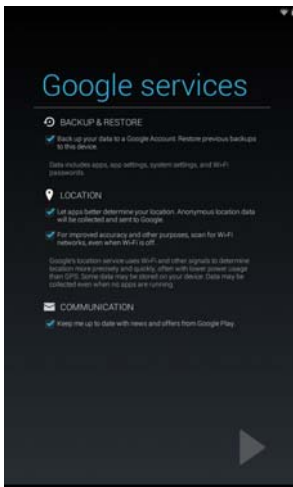 Google services
BACKUP & RESTORE
Back up your data to a Google Account. Restore previous backups
to this device.
Data includes apps, app settings, system settings, and Wi-Fi
passwords.
LOCATION
Let apps better determine your location. Anonymous location data
will be collected and sent to Google.
For improved accuracy and other purposes, scan for Wi-Fi
networks, even when Wi-Fi is off.
Google's location service uses Wi-Fi and other signals to determine
location more precisely and quickly, often with lower power usage
than GPS. Some data may be stored on your device. Data may be
collected even when no apps are running.
COMMUNICATION
Keep me up to date with news and offers from Google Play.